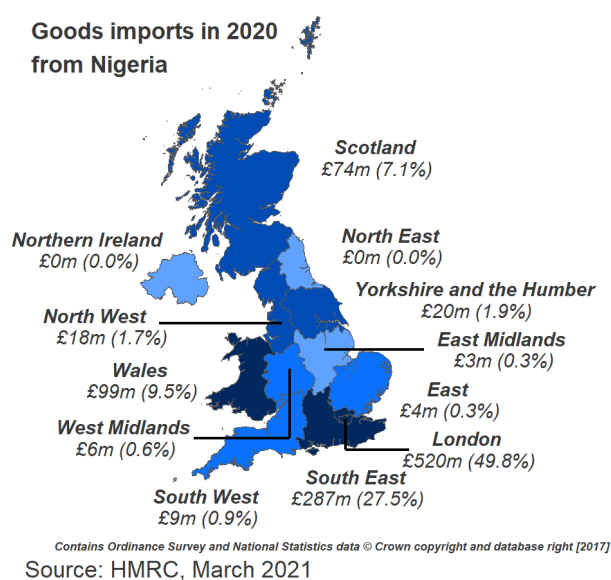 Goods imports in 2020
from Nigeria
Scotland
£74m (7.1%)
Northern Ireland
£0m (0.0%)
North East
£0m (0.0%)
Yorkshire and the Humber
£20m (1.9%)
North West
£18m (1.7%)
East Midlands
£3m (0.3%)
Wales
£99m (9.5%)
East
£4m (0.3%)
West Midlands
£6m (0.6%)
London
£520m (49.8%)
South East
£287m (27.5%)
South West
£9m (0.9%)
Contains Ordinance Survey and National Statistics data © Crown copyright and database right [2017]
Source: HMRC, March 2021